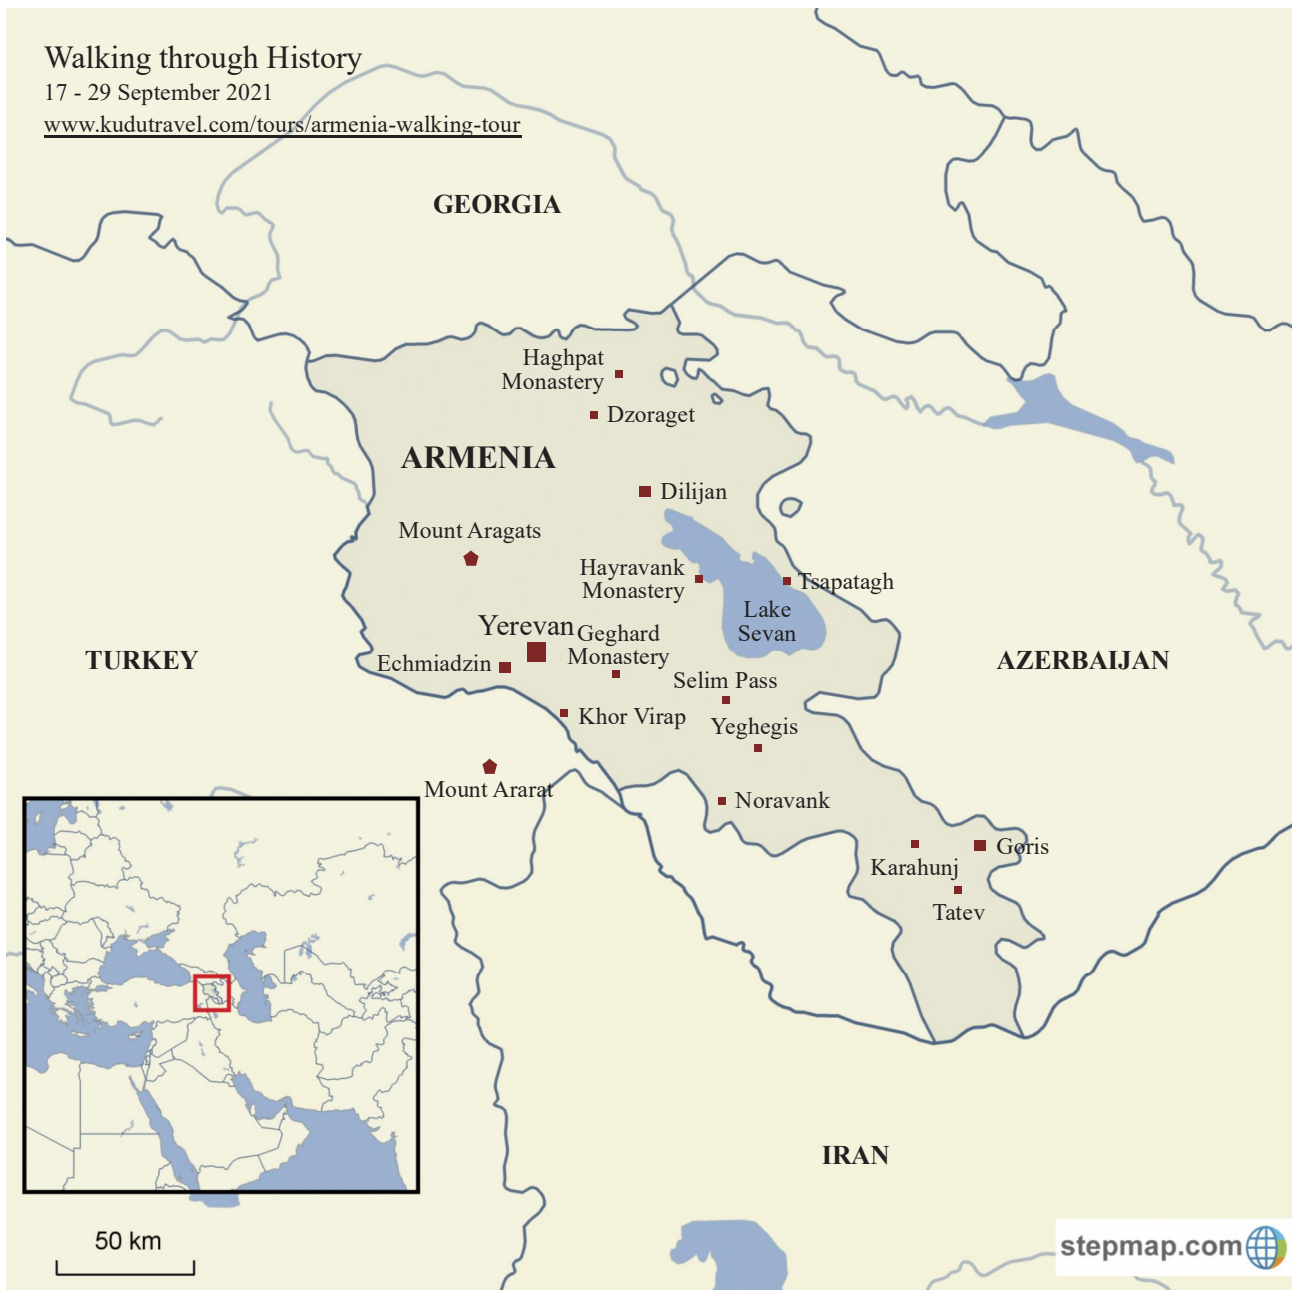 Walking through History
17 - 29 September 2021
www.kudutravel.com/tours/armenia-walking-tour
GEORGIA
Haghpat
Monastery
Dzoraget
ARMENIA
Dilijan
Mount Aragats
Hayravank
Monastery
Tsapatagh
Lake
Sevan
Yerevan
Geghard
Monastery
Echmiadzin
TURKEY
AZERBAIJAN
Selim Pass
Khor Virap
Yeghegis
Mount Ararat
Noravank
Goris
Karahunj
Tatev
IRAN
50 km
stepmap.com